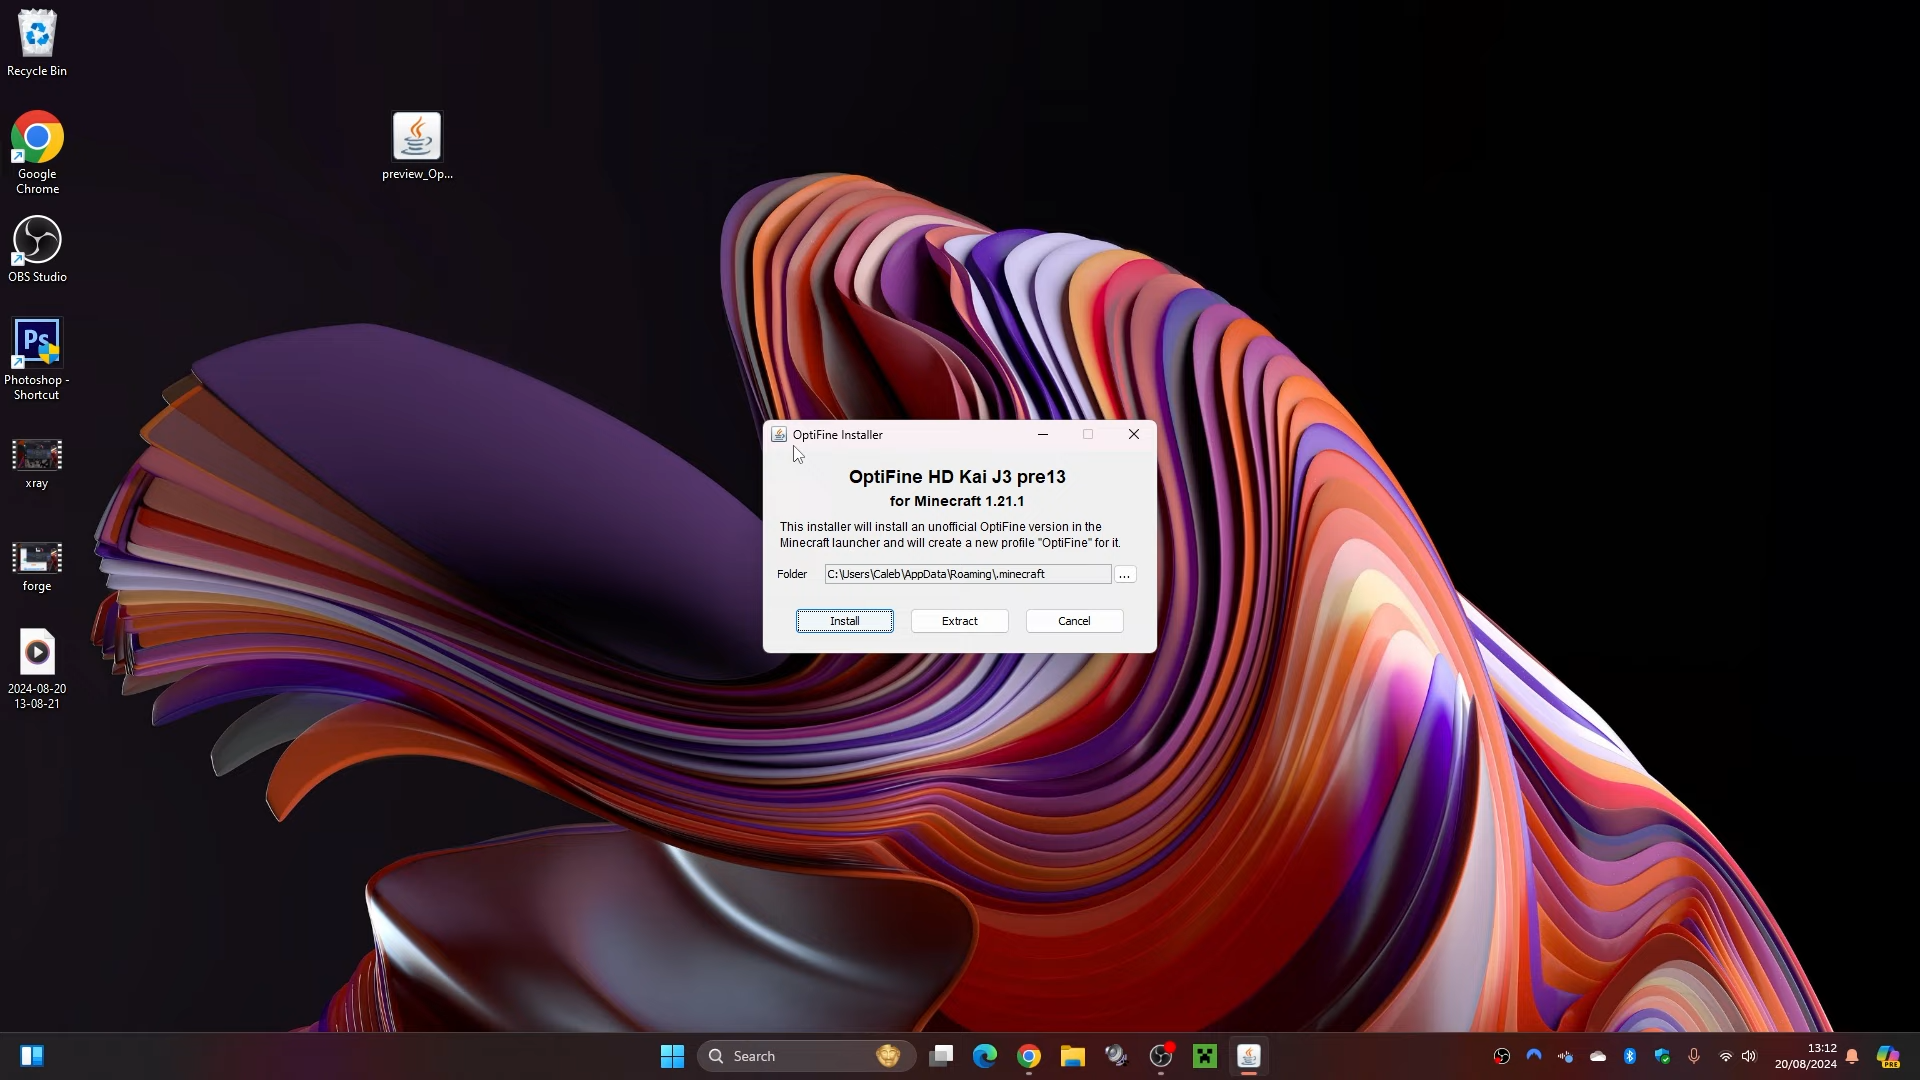 Recycle Bin
Google
Chrome
OBS Studio
Ps
Photoshop -
Shortcut
xray
forge
2024-08-20
13-08-21
preview_Op...
OptiFine Installer
OptiFine HD Kai J3 pre13
for Minecraft 1.21.1
This installer will install an unofficial OptiFine version in the
Minecraft launcher and will create a new profile "OptiFine" for it.
Folder
C:\Users\Caleb\AppData\Roaming\.minecraft
...
Install
Extract
Cancel
Search
13:12
20/08/2024
PRE